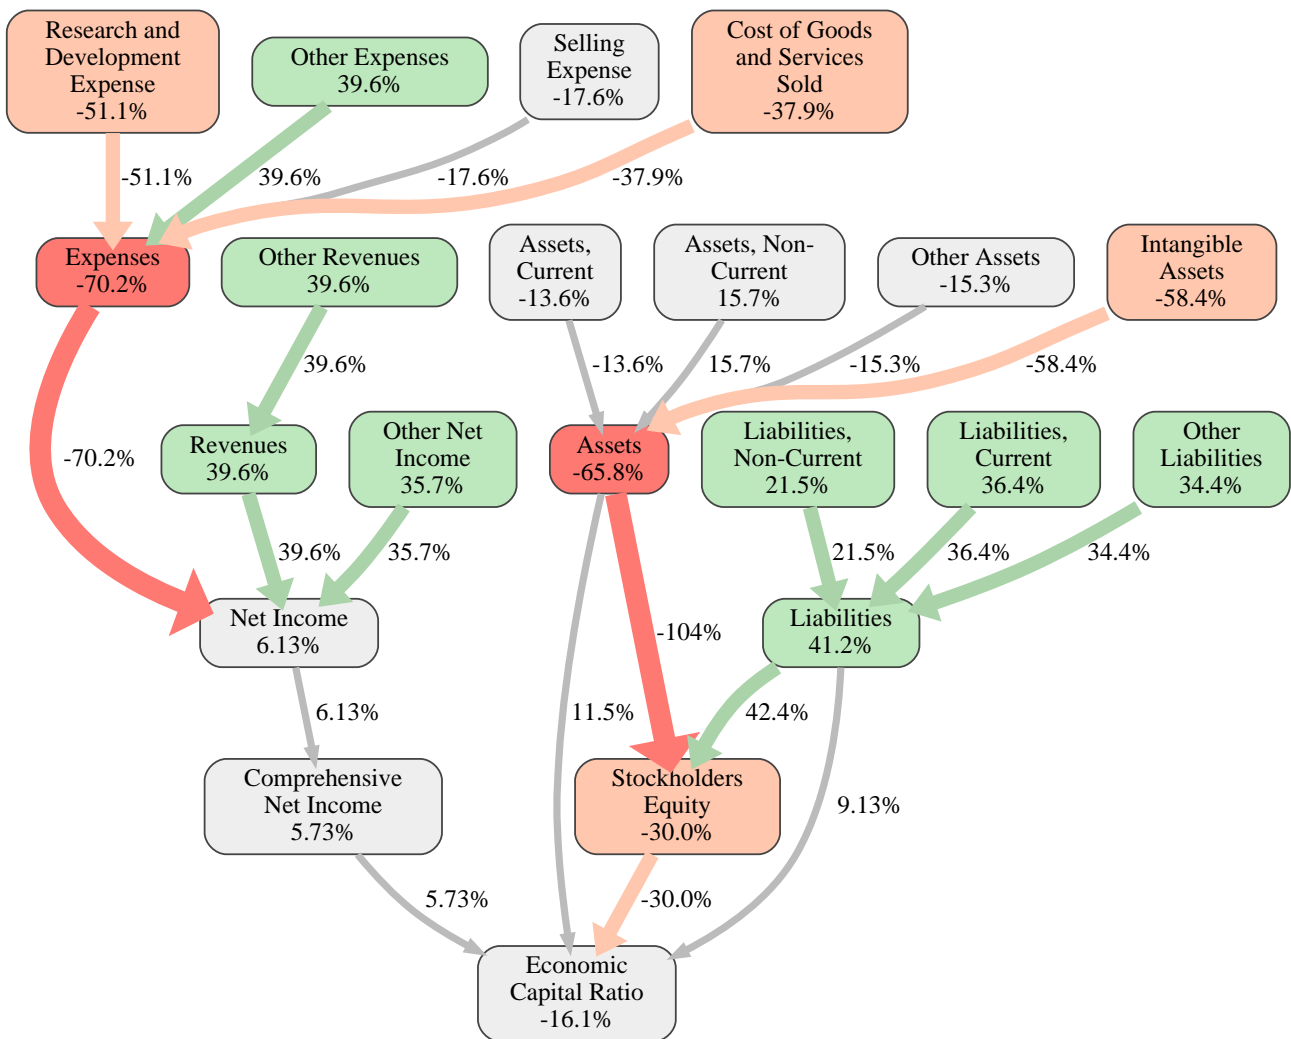 Research and
Development
Expense
-51.1%
Other Expenses
39.6%
Selling
Expense
-17.6%
Cost of Goods
and Services
Sold
-37.9%
-51.1%
39.6%
-17.6%
-37.9%
Expenses
-70.2%
Other Revenues
39.6%
Assets,
Current
-13.6%
Assets, Non-
Current
15.7%
Other Assets
-15.3%
Intangible
Assets
-58.4%
39.6%
-13.6%
15.7%
-15.3%
-58.4%
-70.2%
Revenues
39.6%
Other Net
Income
35.7%
Assets
-65.8%
Liabilities,
Non-Current
21.5%
Liabilities,
Current
36.4%
Other
Liabilities
34.4%
39.6%
35.7%
21.5%
36.4%
34.4%
Net Income
6.13%
-104%
Liabilities
41.2%
6.13%
11.5%
42.4%
Comprehensive
Net Income
5.73%
Stockholders
Equity
-30.0%
9.13%
5.73%
-30.0%
Economic
Capital Ratio
-16.1%